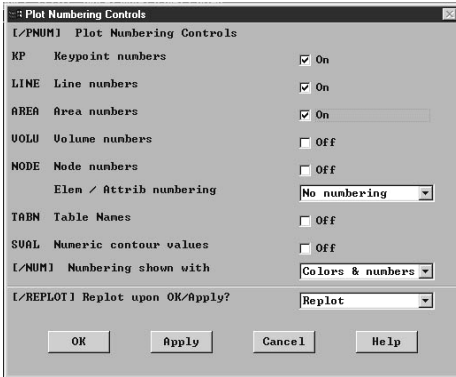 Plot Numbering Controls
[/PNUM] Plot Numbering Controls
KP Keypoint numbers On
LINE Line numbers On
AREA Area numbers On
VOLU Volume numbers Off
NODE Node numbers Off
Elem / Attrib numbering No numbering
TABN Table Names Off
SVAL Numeric contour values Off
[/NUM] Numbering shown with Colors & numbers
[/REPLOT] Replot upon OK/Apply? Replot
OK Apply Cancel Help